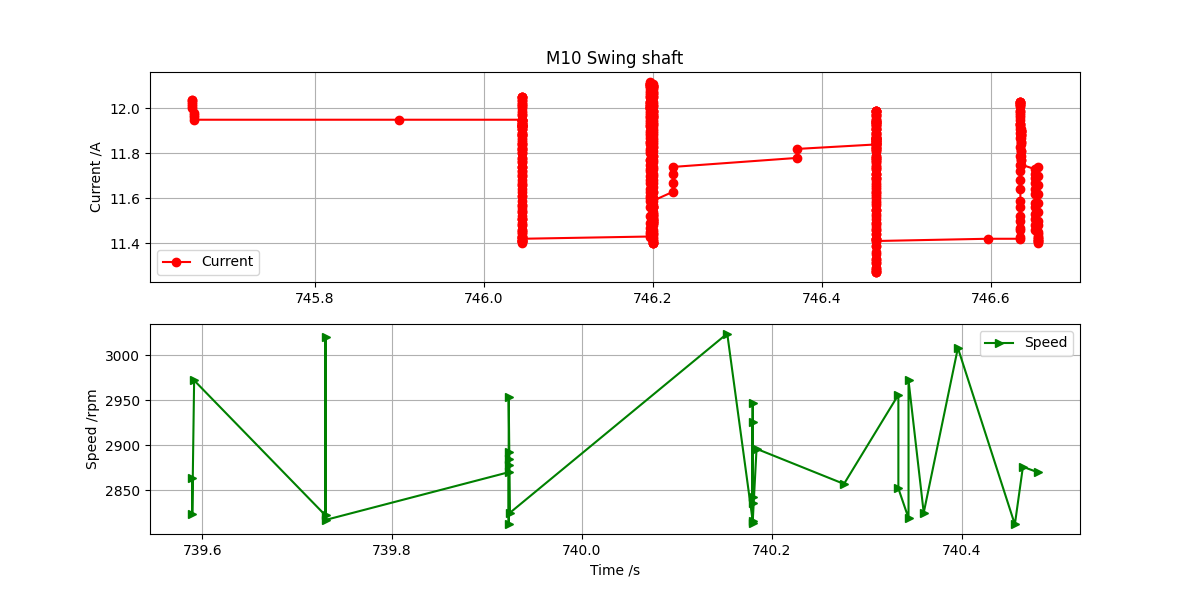 M10 Swing shaft
Current /A
12.0
11.8
11.6
11.4
Current
745.8 746.0 746.2 746.4 746.6
Speed /rpm
3000
2950
2900
2850
Speed
739.6 739.8 740.0 740.2 740.4
Time /s